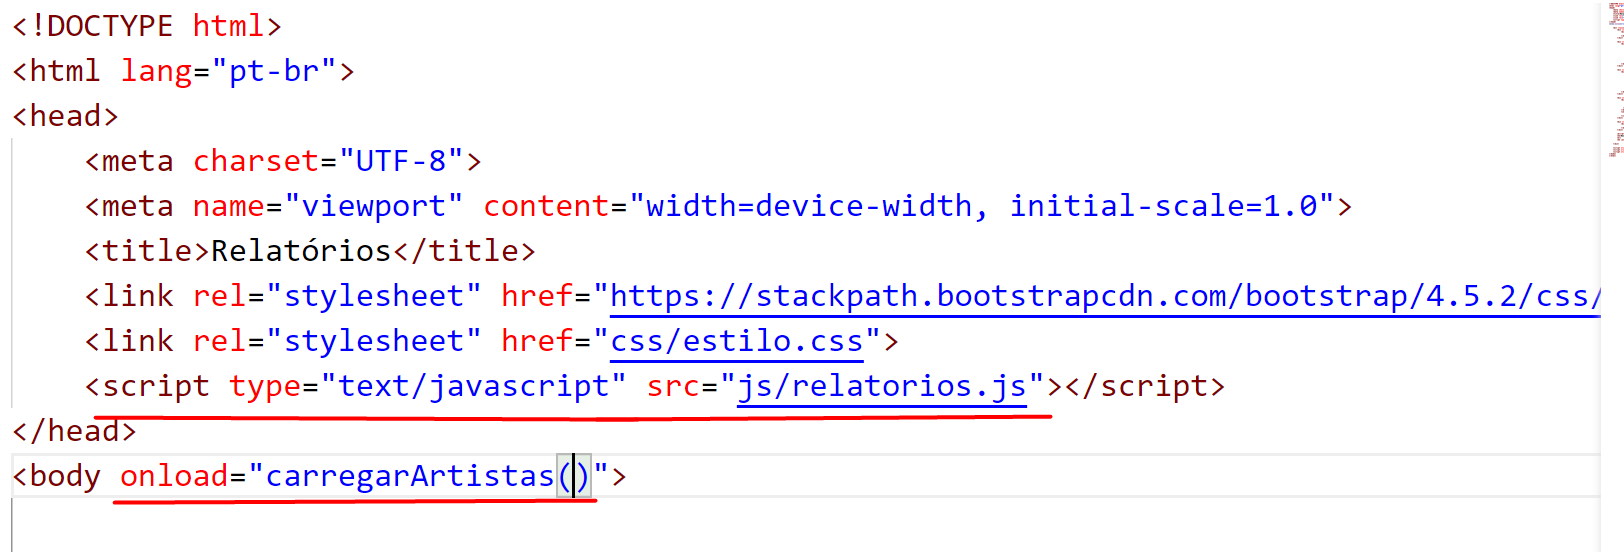 <!DOCTYPE html>
<html lang="pt-br">
<head>
<meta charset="UTF-8">
<meta name="viewport" content="width=device-width, initial-scale=1.0">
<title>Relatórios</title>
<link rel="stylesheet" href="https://stackpath.bootstrapcdn.com/bootstrap/4.5.2/css/
<link rel="stylesheet" href="css/estilo.css">
<script type="text/javascript" src="js/relatorios.js"></script>
</head>
<body onload="carregarArtistas()">